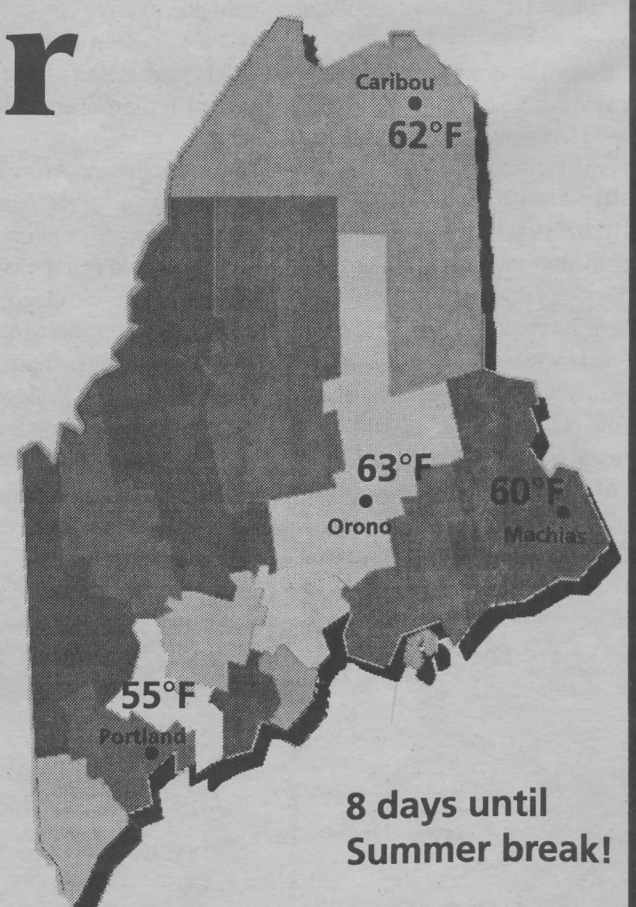 r
Caribou
62°F
63°F
Orono
60°F
Machias
55°F
Portland
8 days until
Summer break!